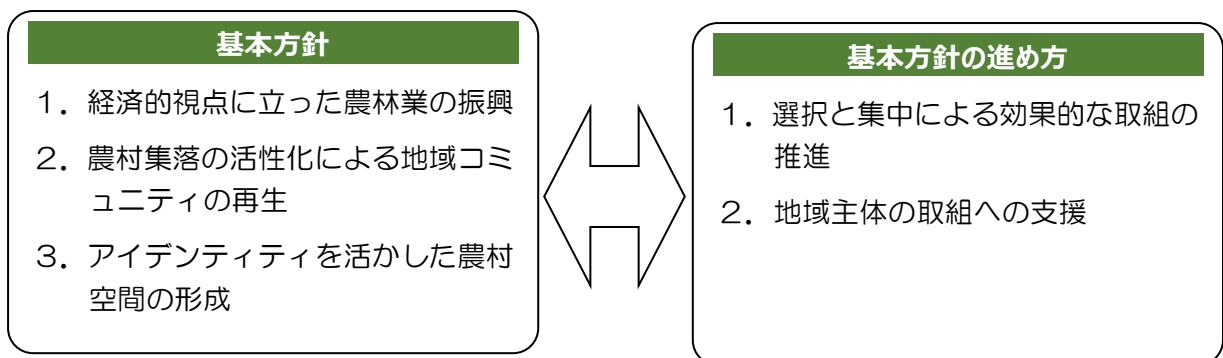 基本方針
１．経済的視点に立った農林業の振興
２．農村集落の活性化による地域コミ
ュニティの再生
３．アイデンティティを活かした農村
空間の形成
基本方針の進め方
１．選択と集中による効果的な取組の
推進
２．地域主体の取組への支援